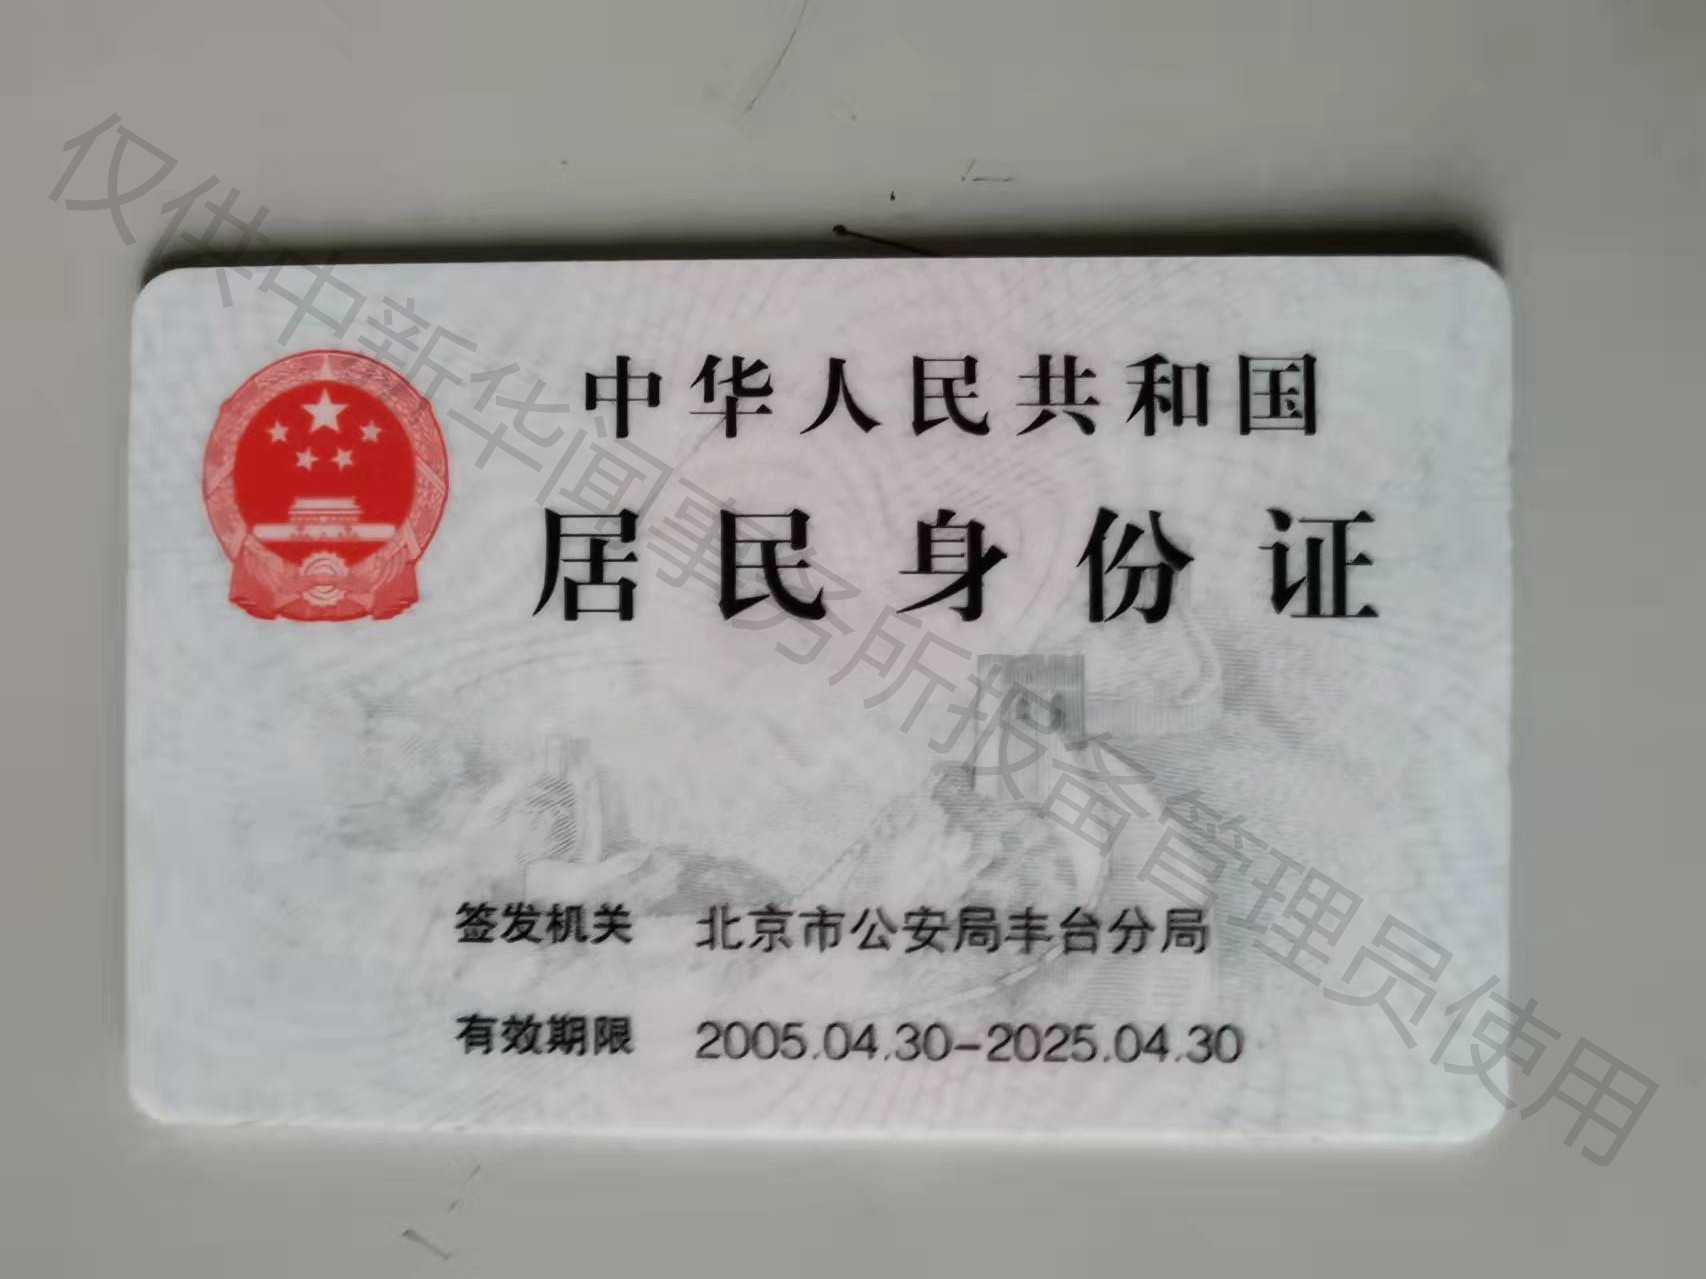 中华人民共和国
居民身份证
签发机关 北京市公安局丰台分局
有效期限 2005.04.30-2025.04.30
仅供中新华闻事务所报备管理员使用